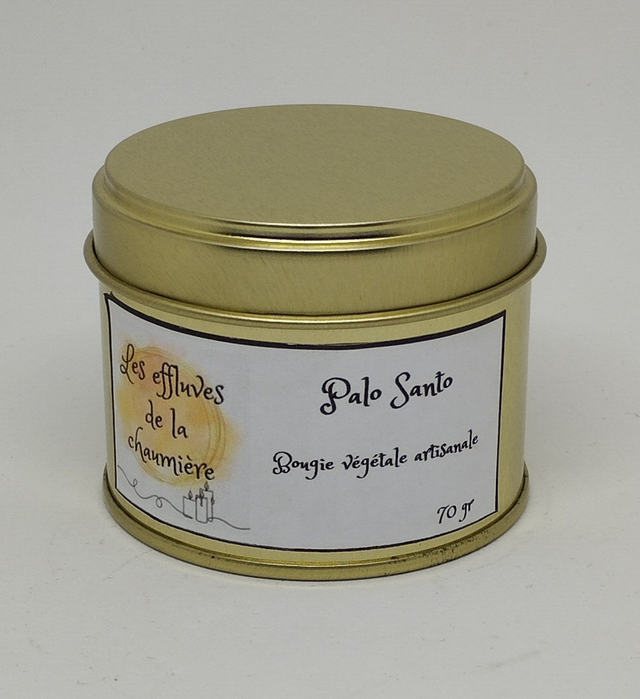 Les effluves
de la
chaumière
Palo Santo
Bougie végétale artisanale
70 gr